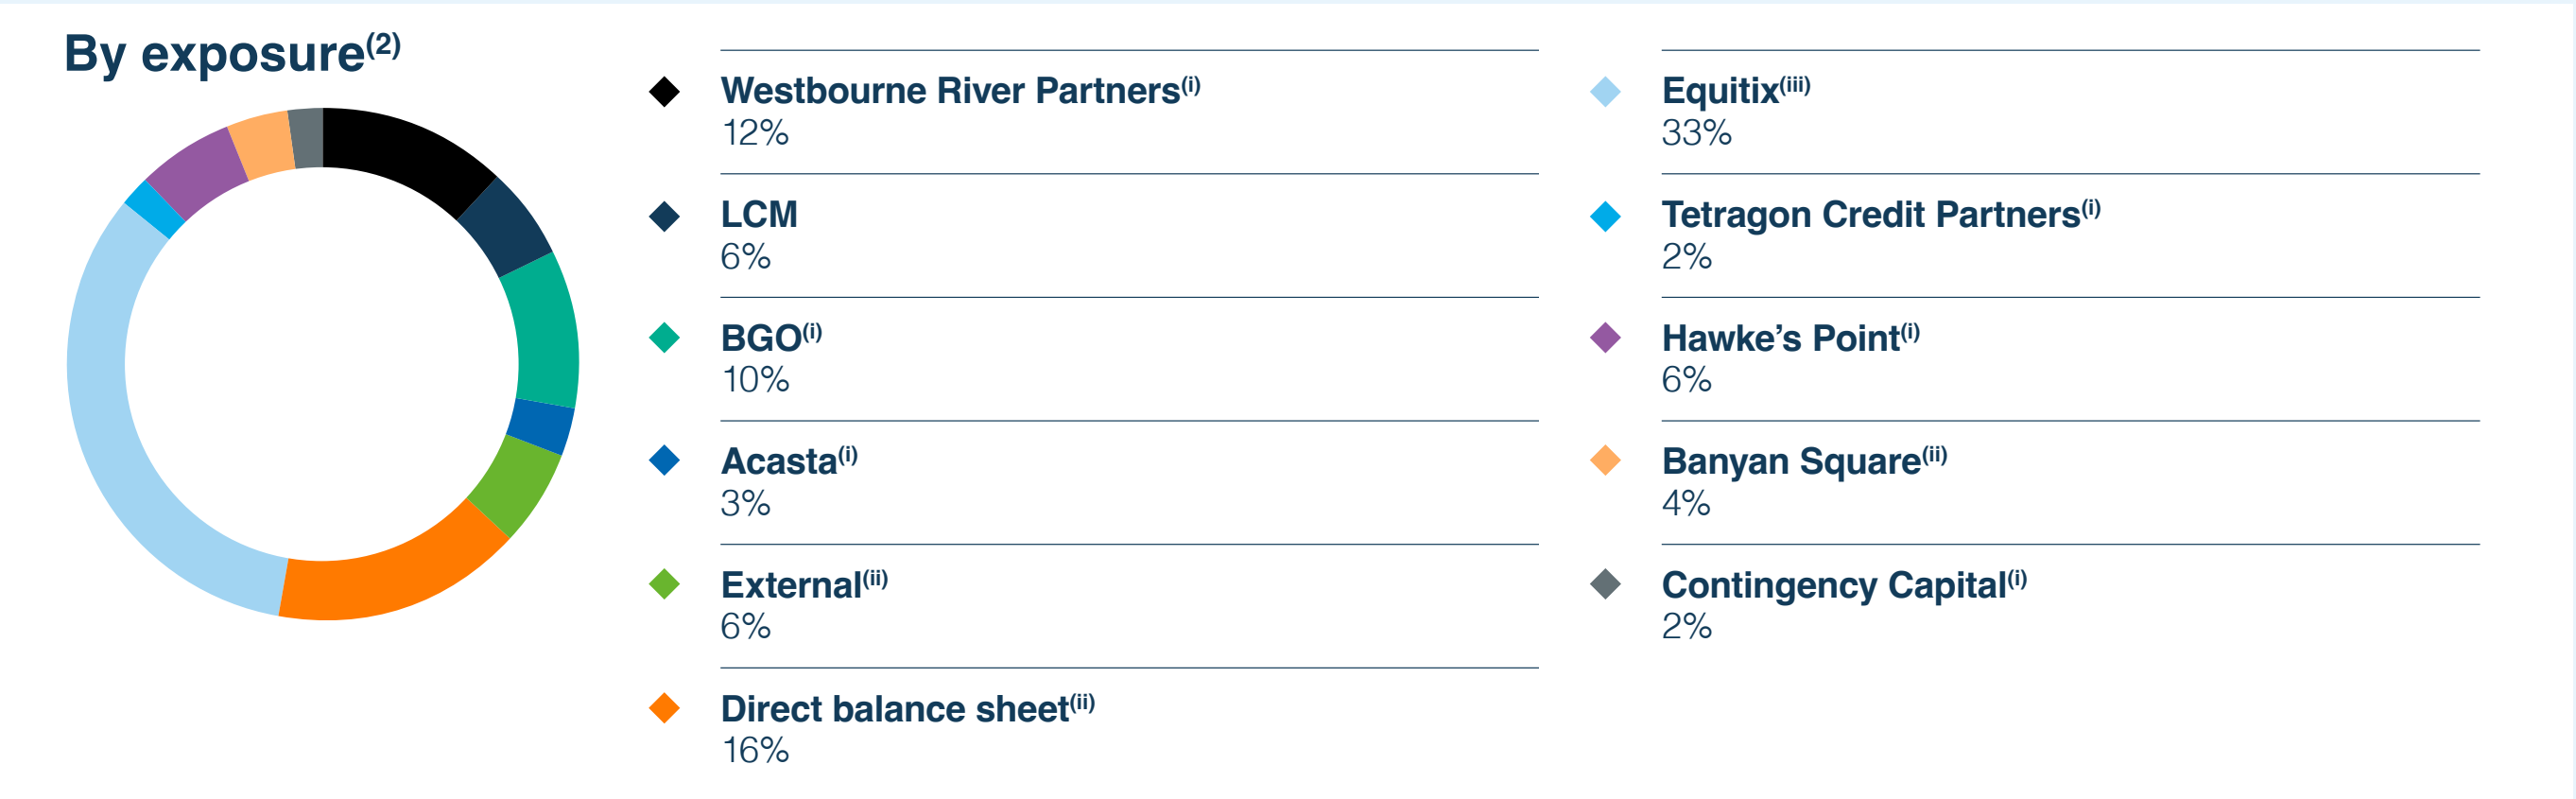 By exposure(2)
Westbourne River Partners(i)
12%
LCM
6%
BGO(i)
10%
Acasta(i)
3%
External(ii)
6%
Direct balance sheet(ii)
16%
Equitix(iii)
33%
Tetragon Credit Partners(i)
2%
Hawke’s Point(i)
6%
Banyan Square(ii)
4%
Contingency Capital(i)
2%